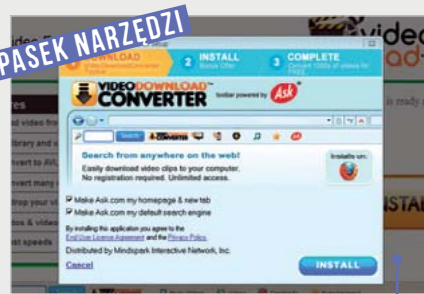 PASEK NARZĘDZI
Setup
DOWNLOAD
2 INSTALL
Bonus Offer
3 COMPLETE
Convert 1000s of videos for FREE
VIDEODOWNLOAD
CONVERTER
toolbar powered by Ask
Search
CONVERTER
Search from anywhere on the web!
Easily download video clips to your computer.
No registration required. Unlimited access.
Installs on:
Make Ask.com my homepage & new tab
Make Ask.com my default search engine
By installing this application you agree to the
End User License Agreement and the Privacy Policy.
Distributed by Mindspark Interactive Network, Inc.
Cancel
INSTALL